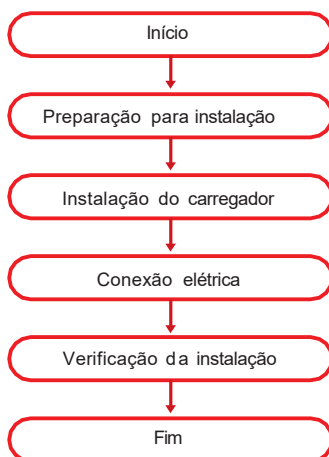 Início
Preparação para instalação
Instalação do carregador
Conexão elétrica
Verificação da instalação
Fim